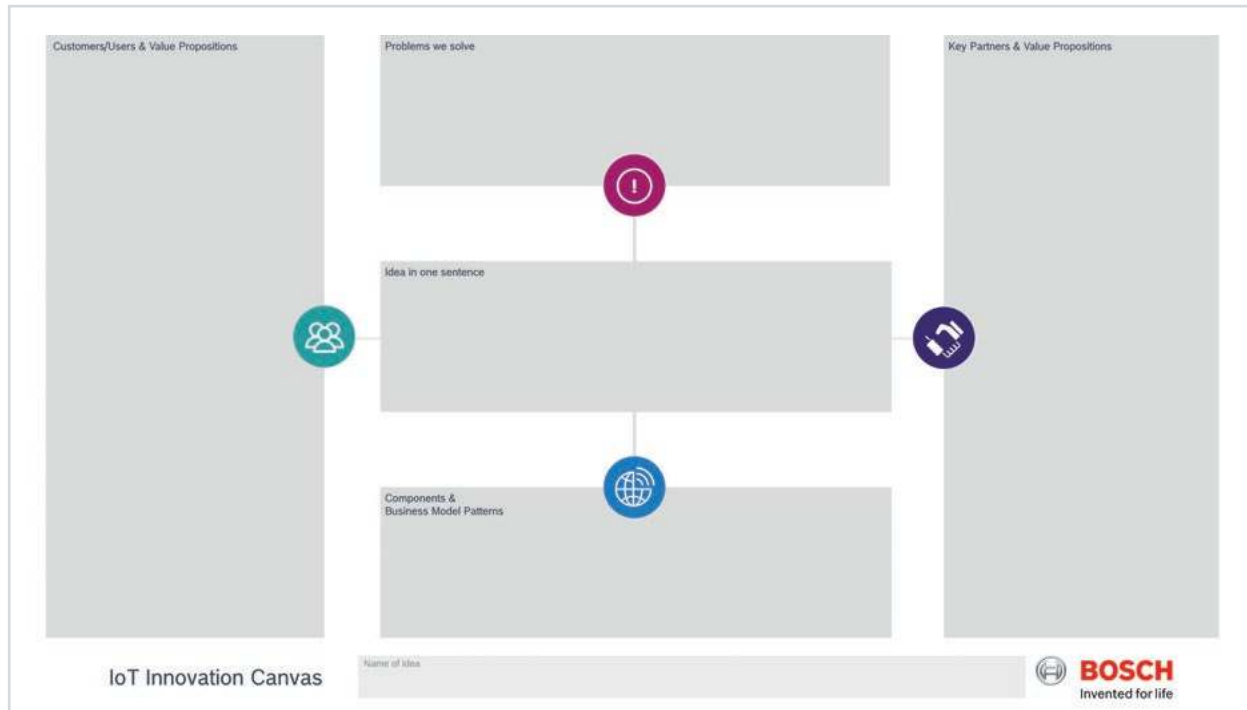 Customers/Users & Value Propositions
Problems we solve
Key Partners & Value Propositions
!
Idea in one sentence
Components &
Business Model Patterns
IoT Innovation Canvas
Name of idea
BOSCH
Invented for life